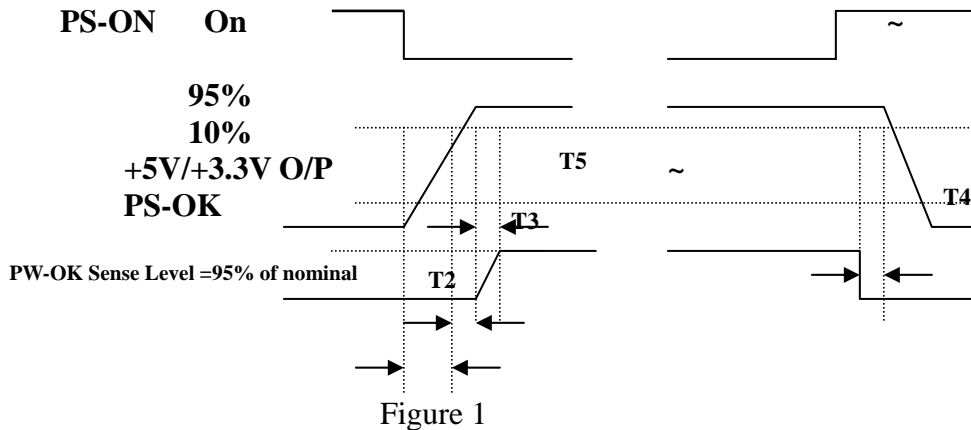 PS-ON On ~
95%
10%
+5V/+3.3V O/P T5 ~
PS-OK T4
T3
PW-OK Sense Level =95% of nominal T2
Figure 1